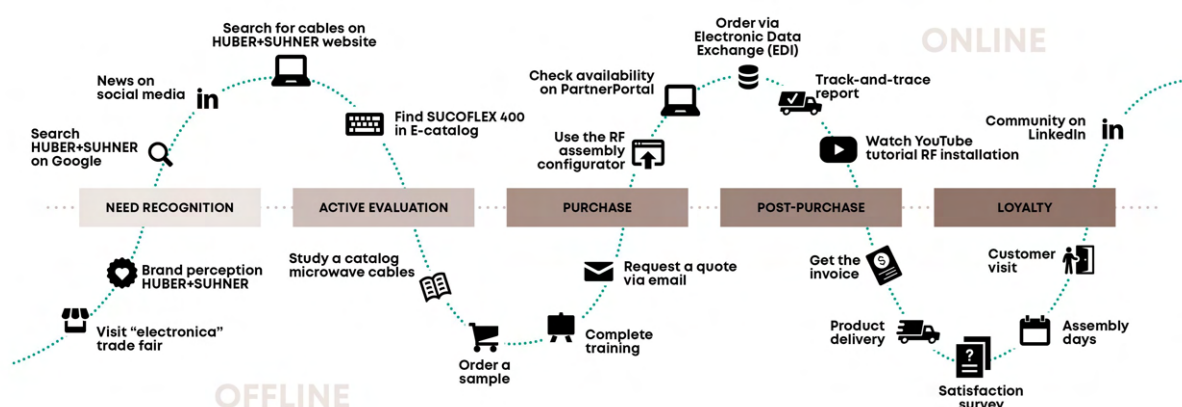 ONLINE
Search for cables on
HUBER+SUHNER website
News on
social media
in
Search
HUBER+SUHNER
on Google
Find SUCOFLEX 400
in E-catalog
Order via
Electronic Data
Exchange (EDI)
Check availability
on PartnerPortal
Use the RF
assembly
configurator
Track-and-trace
report
Watch YouTube
tutorial RF installation
Community on
LinkedIn
in
NEED RECOGNITION
ACTIVE EVALUATION
PURCHASE
POST-PURCHASE
LOYALTY
Brand perception
HUBER+SUHNER
Visit “electronica”
trade fair
Study a catalog
microwave cables
Order a
sample
Complete
training
Request a quote
via email
Get the
invoice
$
Product
delivery
?
Satisfaction
survey
Assembly
days
Customer
visit
OFFLINE